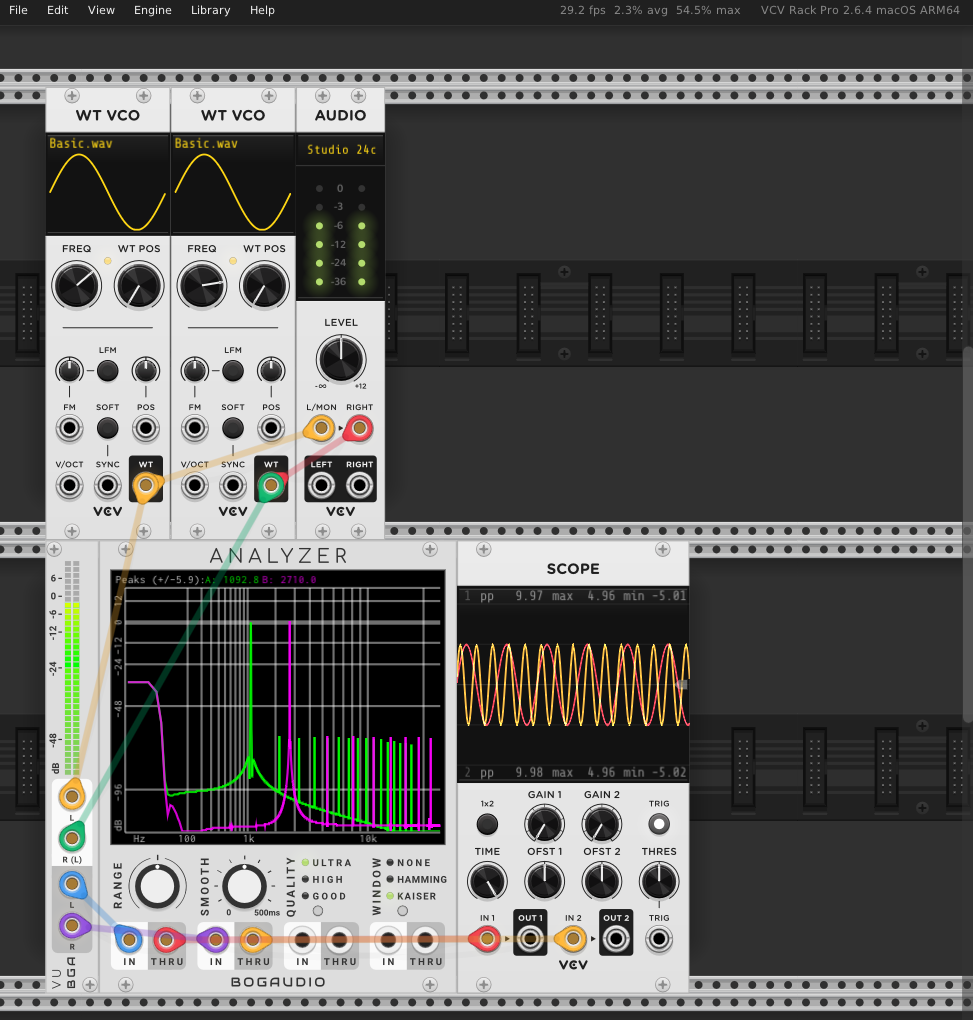 File Edit View Engine Library Help 29.2 fps 2.3% avg 54.5% max VCV Rack Pro 2.6.4 macOS ARM64
WT VCO WT VCO AUDIO
Basic.wav Basic.wav Studio 24c
0
-3
-6
-12
-24
-36
FREQ WT POS FREQ WT POS
LEVEL
LFM LFM
-∞ +12
FM SOFT POS FM SOFT POS L/MON RIGHT
V/OCT SYNC WT V/OCT SYNC WT LEFT RIGHT
VCV VCV VCV
ANALYZER
SCOPE
Peaks (+/-5.9):A: 1092.8 B: 2710.0
1 pp 9.97 max 4.96 min -5.01
6-
0-
-6
-12
-24
-48
dB
12
0
-12
-24
-48
-96
dB
Hz 100 1k 10k
2 pp 9.98 max 4.96 min -5.02
L
R (L)
L
R
VU
BGA
RANGE
SMOOTH
0 500ms
QUALITY
ULTRA
HIGH
GOOD
WINDOW
NONE
HAMMING
KAISER
IN THRU IN THRU IN THRU IN THRU
BOGAUDIO
1x2 GAIN 1 GAIN 2 TRIG
TIME OFST 1 OFST 2 THRES
IN 1 OUT 1 IN 2 OUT 2 TRIG
VCV